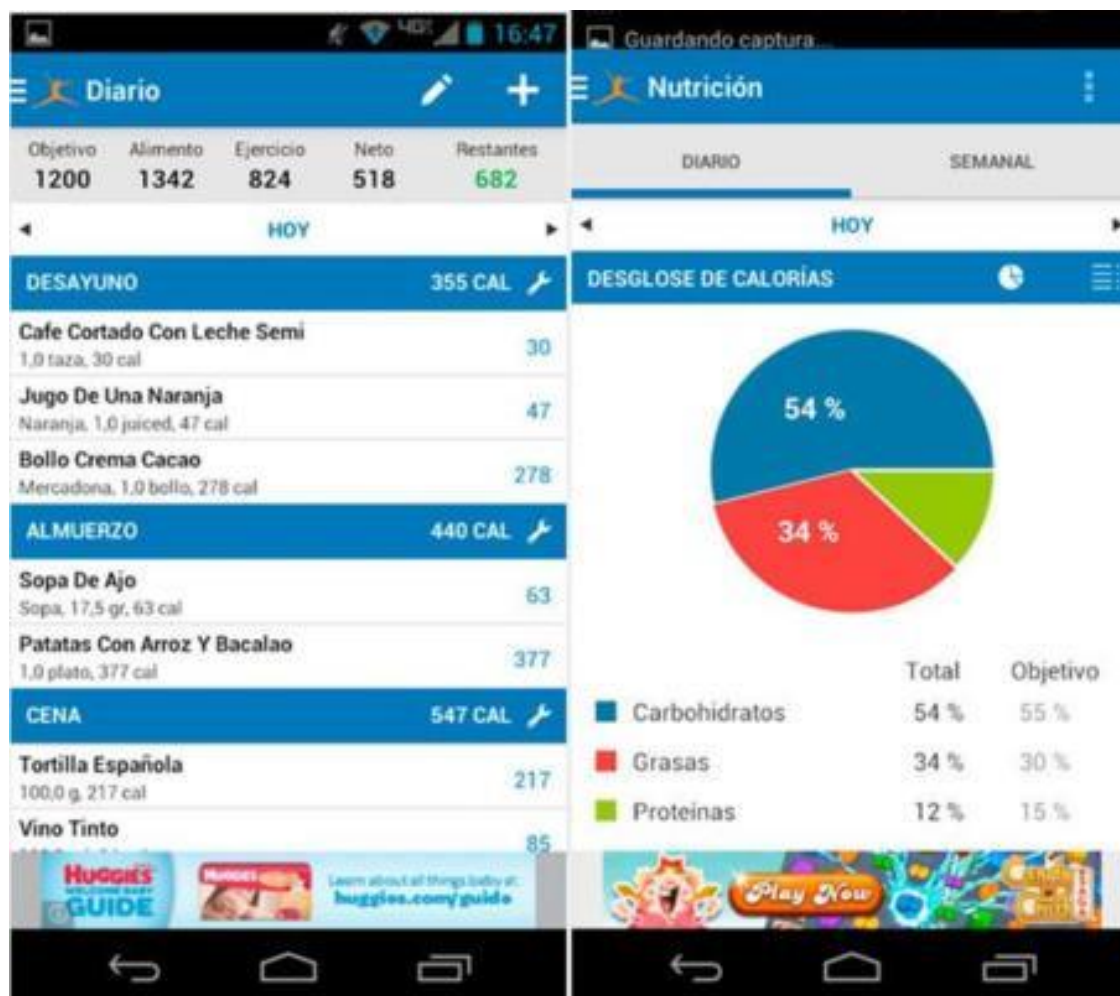 16:47
Diario
Objetivo Alimento Ejercicio Neto Restantes
1200 1342 824 518 682
HOY
DESAYUNO 355 CAL
Cafe Cortado Con Leche Semi
1,0 taza, 30 cal 30
Jugo De Una Naranja
Naranja, 1,0 juiced, 47 cal 47
Bollo Crema Cacao
Mercadona, 1,0 bollo, 278 cal 278
ALMUERZO 440 CAL
Sopa De Ajo
Sopa, 17,5 gr, 63 cal 63
Patatas Con Arroz Y Bacalao
1,0 plato, 377 cal 377
CENA 547 CAL
Tortilla Española
100,0 g, 217 cal 217
Vino Tinto
85
HUGGIES
WELCOME BABY
GUIDE
HUGGIES
Learn about all things baby at:
huggies.com/guide
Guardando captura...
Nutrición
DIARIO SEMANAL
HOY
DESGLOSE DE CALORÍAS
54 %
34 %
Total Objetivo
Carbohidratos 54 % 55 %
Grasas 34 % 30 %
Proteinas 12 % 15 %
Play Now
Candy
Crush